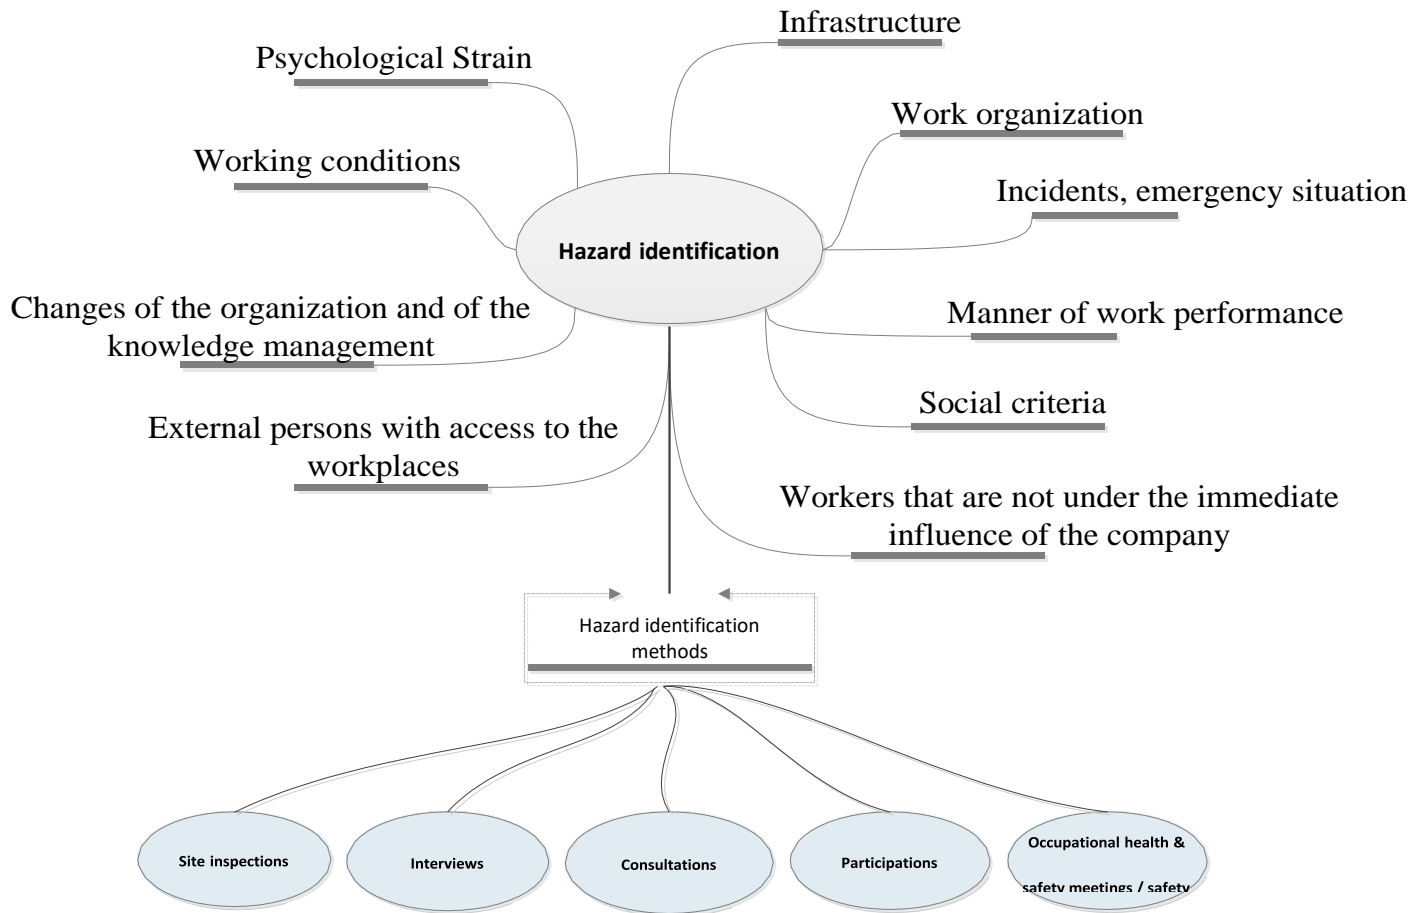 Infrastructure
Psychological Strain
Work organization
Working conditions
Incidents, emergency situation
Hazard identification
Changes of the organization and of the
knowledge management
Manner of work performance
Social criteria
External persons with access to the
workplaces
Workers that are not under the immediate
influence of the company
Hazard identification
methods
Site inspections
Interviews
Consultations
Participations
Occupational health &
safety meetings / safety